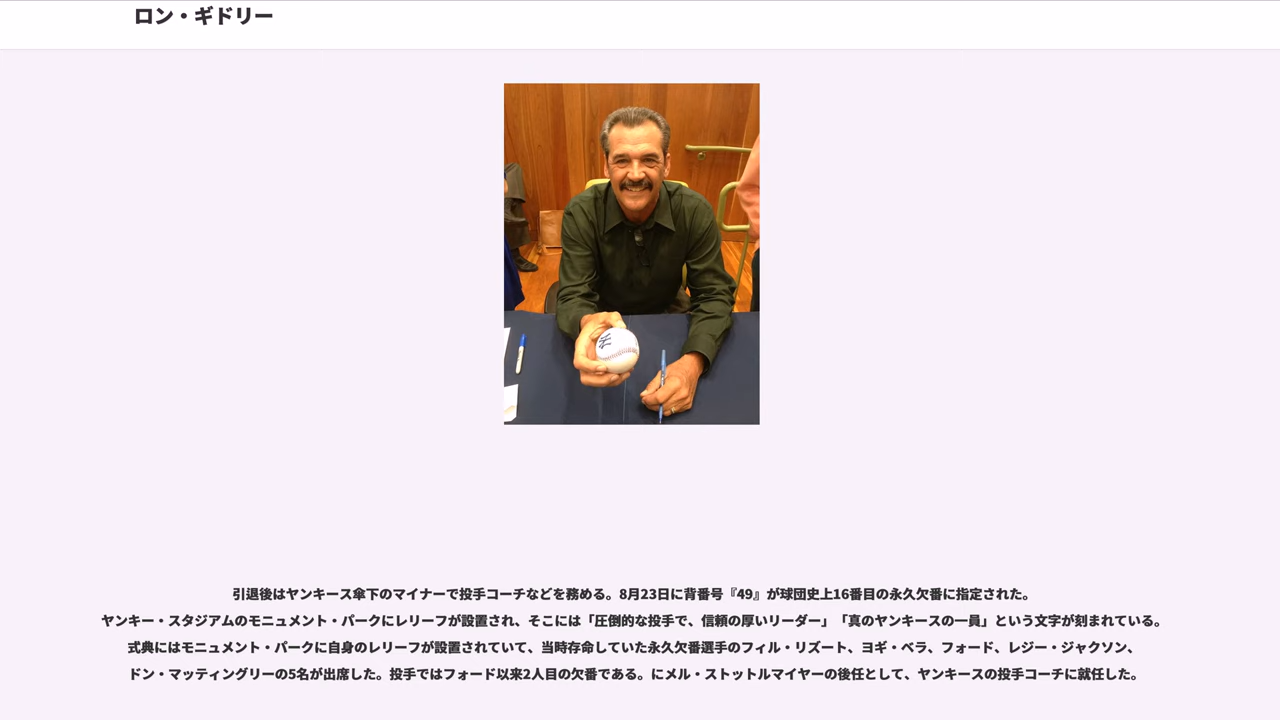 ロン・ギドリー
引退後はヤンキース傘下のマイナーで投手コーチなどを務める。8月23日に背番号『49』が球団史上16番目の永久欠番に指定された。
ヤンキー・スタジアムのモニュメント・パークにレリーフが設置され、そこには「圧倒的な投手で、信頼の厚いリーダー」「真のヤンキースの一員」という文字が刻まれている。
式典にはモニュメント・パークに自身のレリーフが設置されていて、当時存命していた永久欠番選手のフィル・リズート、ヨギ・ベラ、フォード、レジー・ジャクソン、
ドン・マッティングリーの5名が出席した。投手ではフォード以来2人目の欠番である。にメル・ストットルマイヤーの後任として、ヤンキースの投手コーチに就任した。